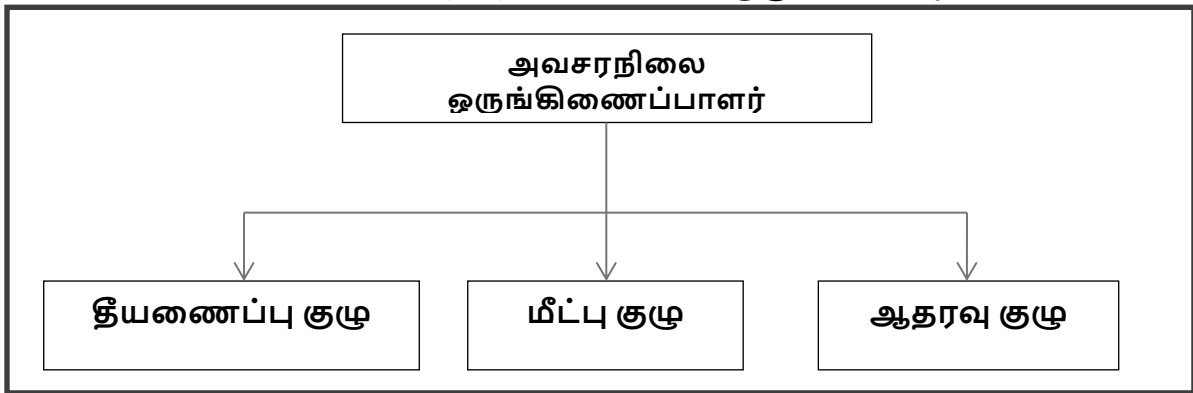 அவசரநிலை
ஒருங்கிணைப்பாளர்
தீயணைப்பு குழு
மீட்பு குழு
ஆதரவு குழு